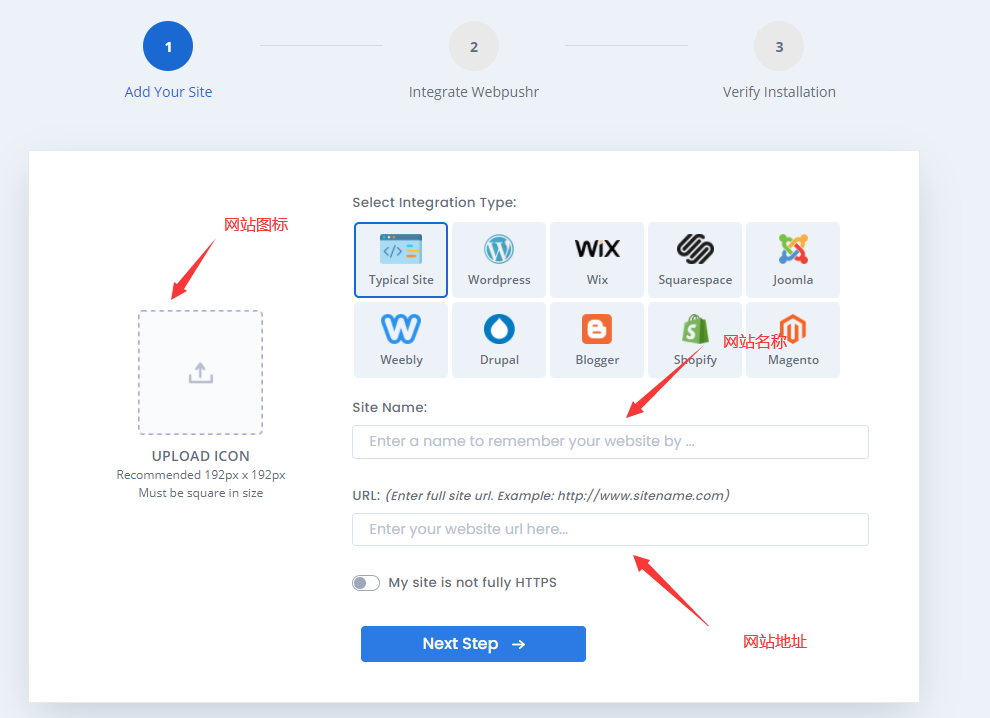 1
2
3
Add Your Site
Integrate Webpushr
Verify Installation
Select Integration Type:
网站图标
Typical Site
Wordpress
WiX
Wix
Squarespace
Joomla
网站名称
Weebly
Drupal
Blogger
Shopify
Magento
Site Name:
Enter a name to remember your website by ...
UPLOAD ICON
Recommended 192px x 192px
Must be square in size
URL: (Enter full site url. Example: http://www.sitename.com)
Enter your website url here...
My site is not fully HTTPS
Next Step →
网站地址